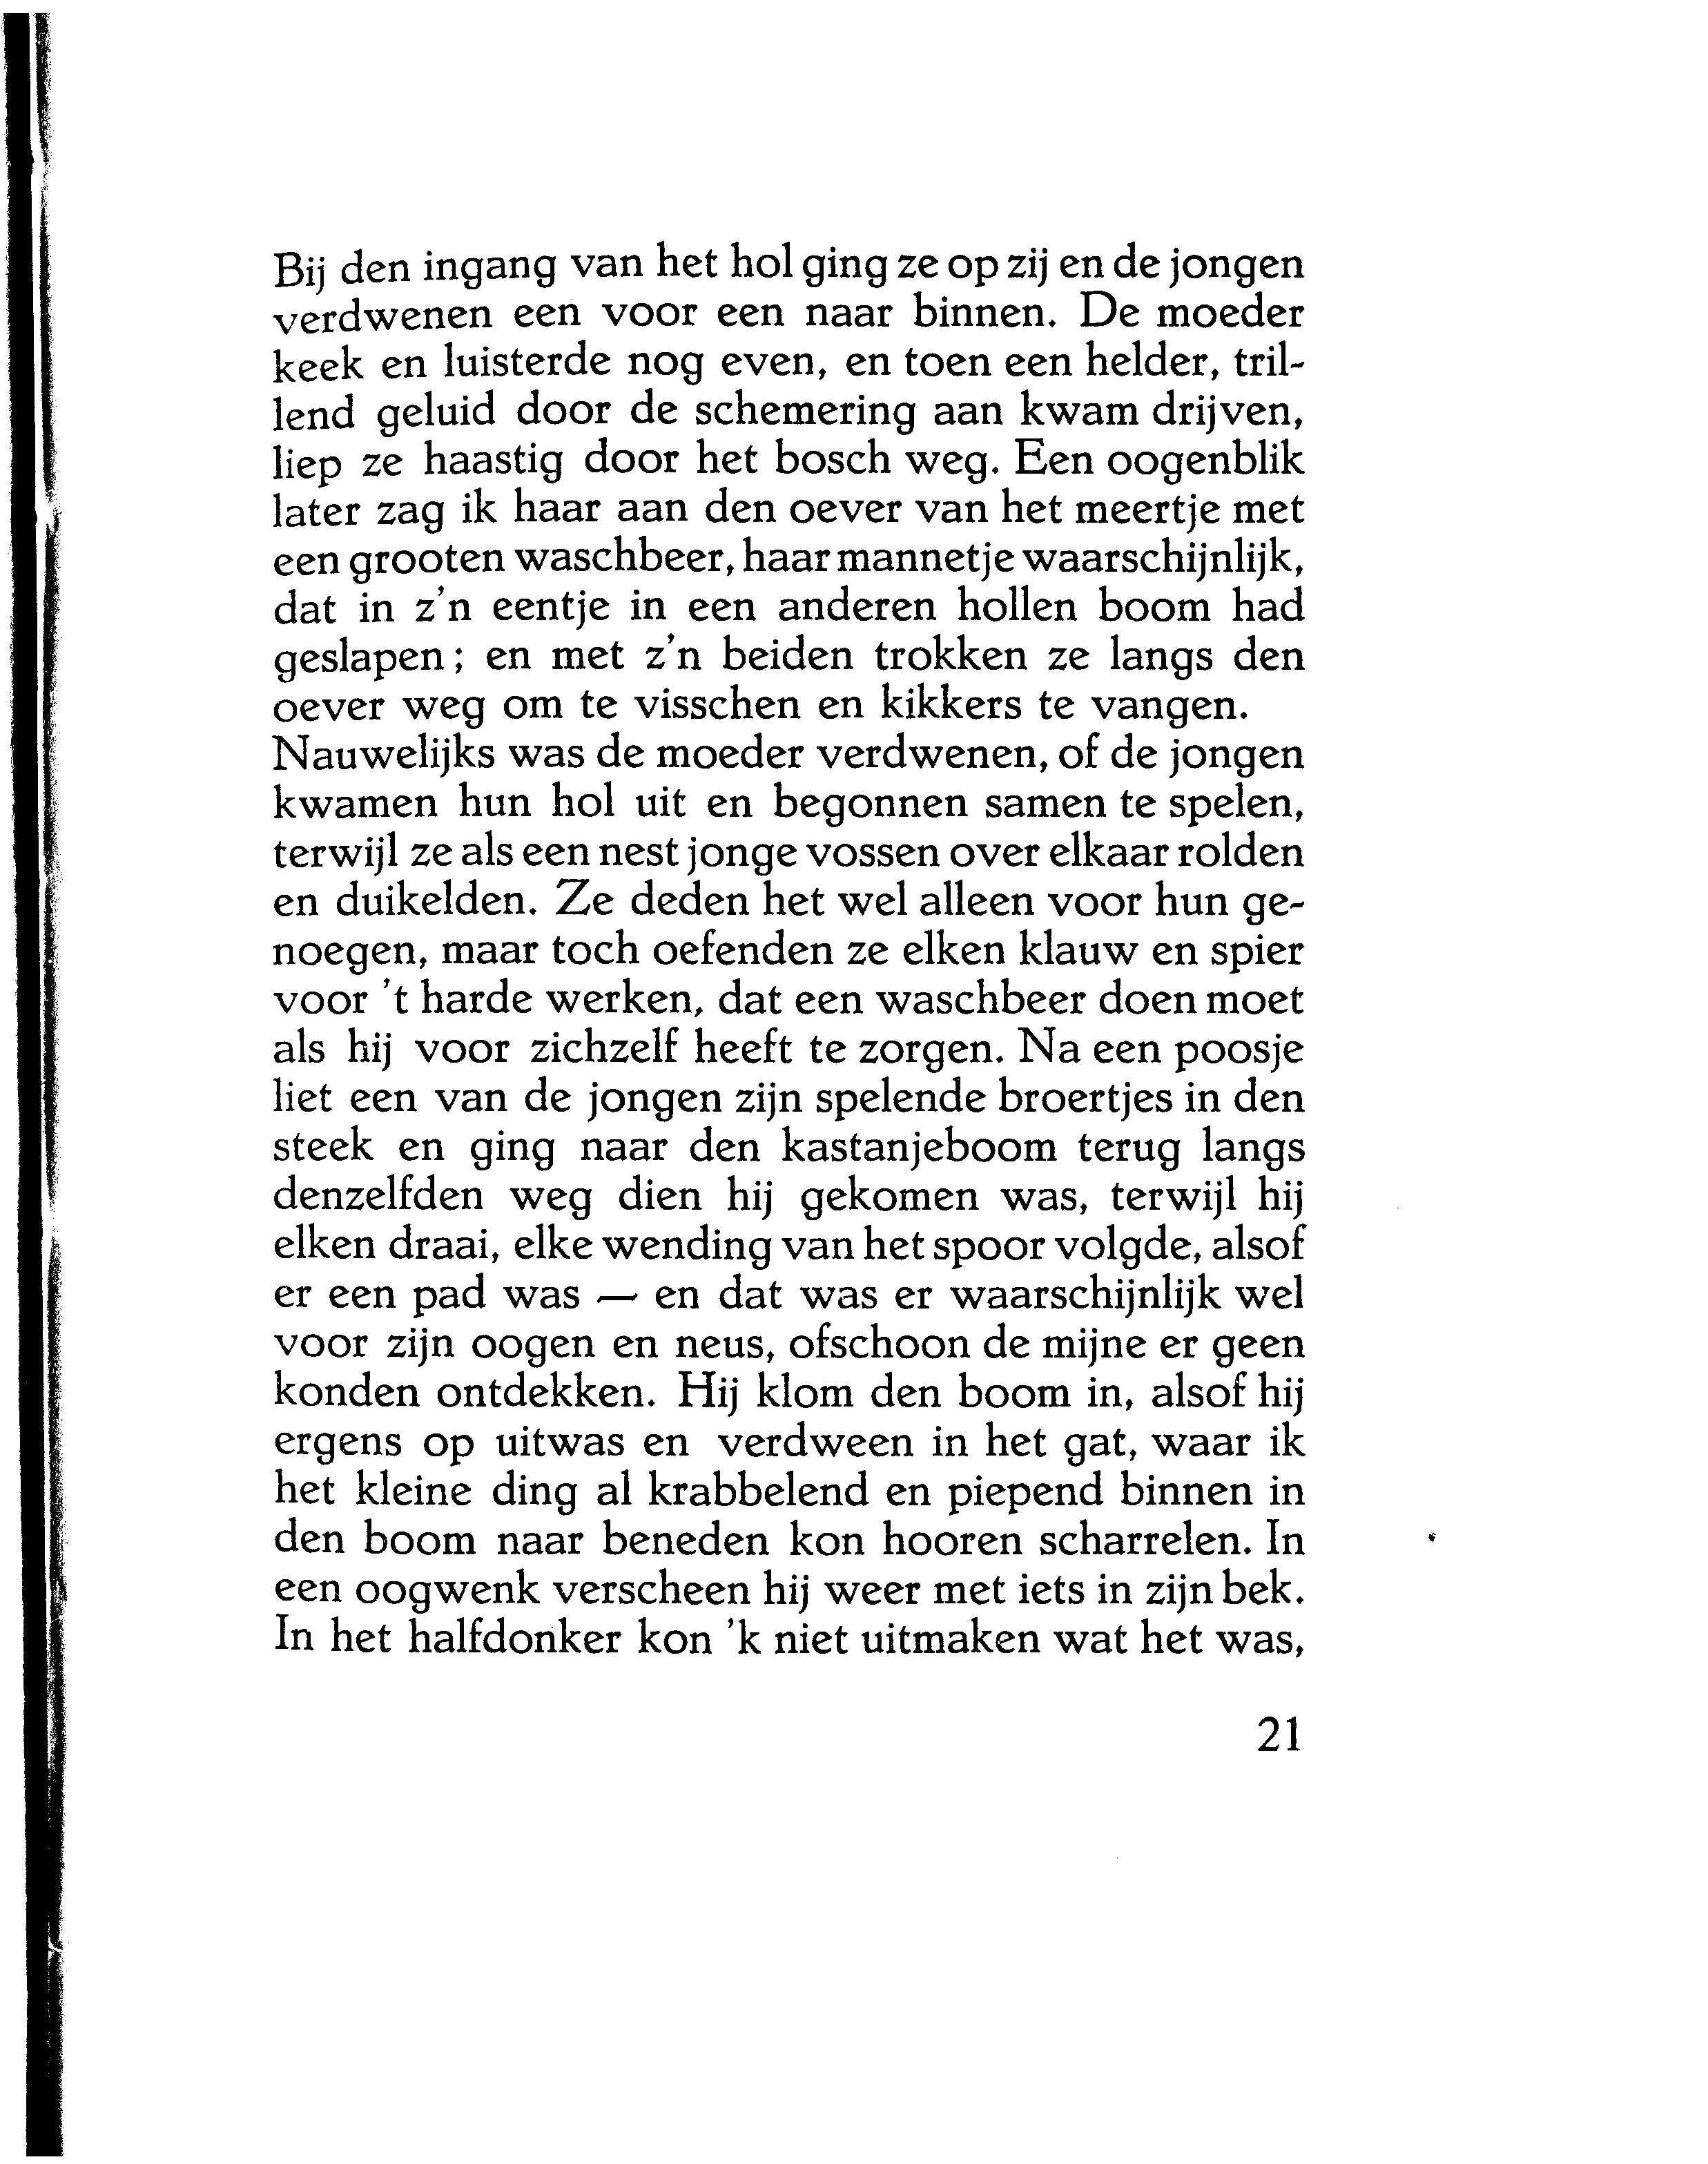 Bij den ingang van het hol ging ze op zij en de jongen
verdwenen een voor een naar binnen. De moeder
keek en luisterde nog even, en toen een helder, tril-
lend geluid door de schemering aan kwam drijven,
liep ze haastig door het bosch weg. Een oogenblik
later zag ik haar aan den oever van het meertje met
een grooten waschbeer, haar mannetje waarschijnlijk,
dat in z'n eentje in een anderen hollen boom had
geslapen; en met z'n beiden trokken ze langs den
oever weg om te visschen en kikkers te vangen.
Nauwelijks was de moeder verdwenen, of de jongen
kwamen hun hol uit en begonnen samen te spelen,
terwijl ze als een nest jonge vossen over elkaar rolden
en duikelden. Ze deden het wel alleen voor hun ge-
noegen, maar toch oefenden ze elken klauw en spier
voor 't harde werken, dat een waschbeer doen moet
als hij voor zichzelf heeft te zorgen. Na een poosje
liet een van de jongen zijn spelende broertjes in den
steek en ging naar den kastanjeboom terug langs
denzelfden weg dien hij gekomen was, terwijl hij
elken draai, elke wending van het spoor volgde, alsof
er een pad was — en dat was er waarschijnlijk wel
voor zijn oogen en neus, ofschoon de mijne er geen
konden ontdekken. Hij klom den boom in, alsof hij
ergens op uitwas en verdween in het gat, waar ik
het kleine ding al krabbelend en piepend binnen in
den boom naar beneden kon hooren scharrelen. In
een oogwenk verscheen hij weer met iets in zijn bek.
In het halfdonker kon 'k niet uitmaken wat het was,
21